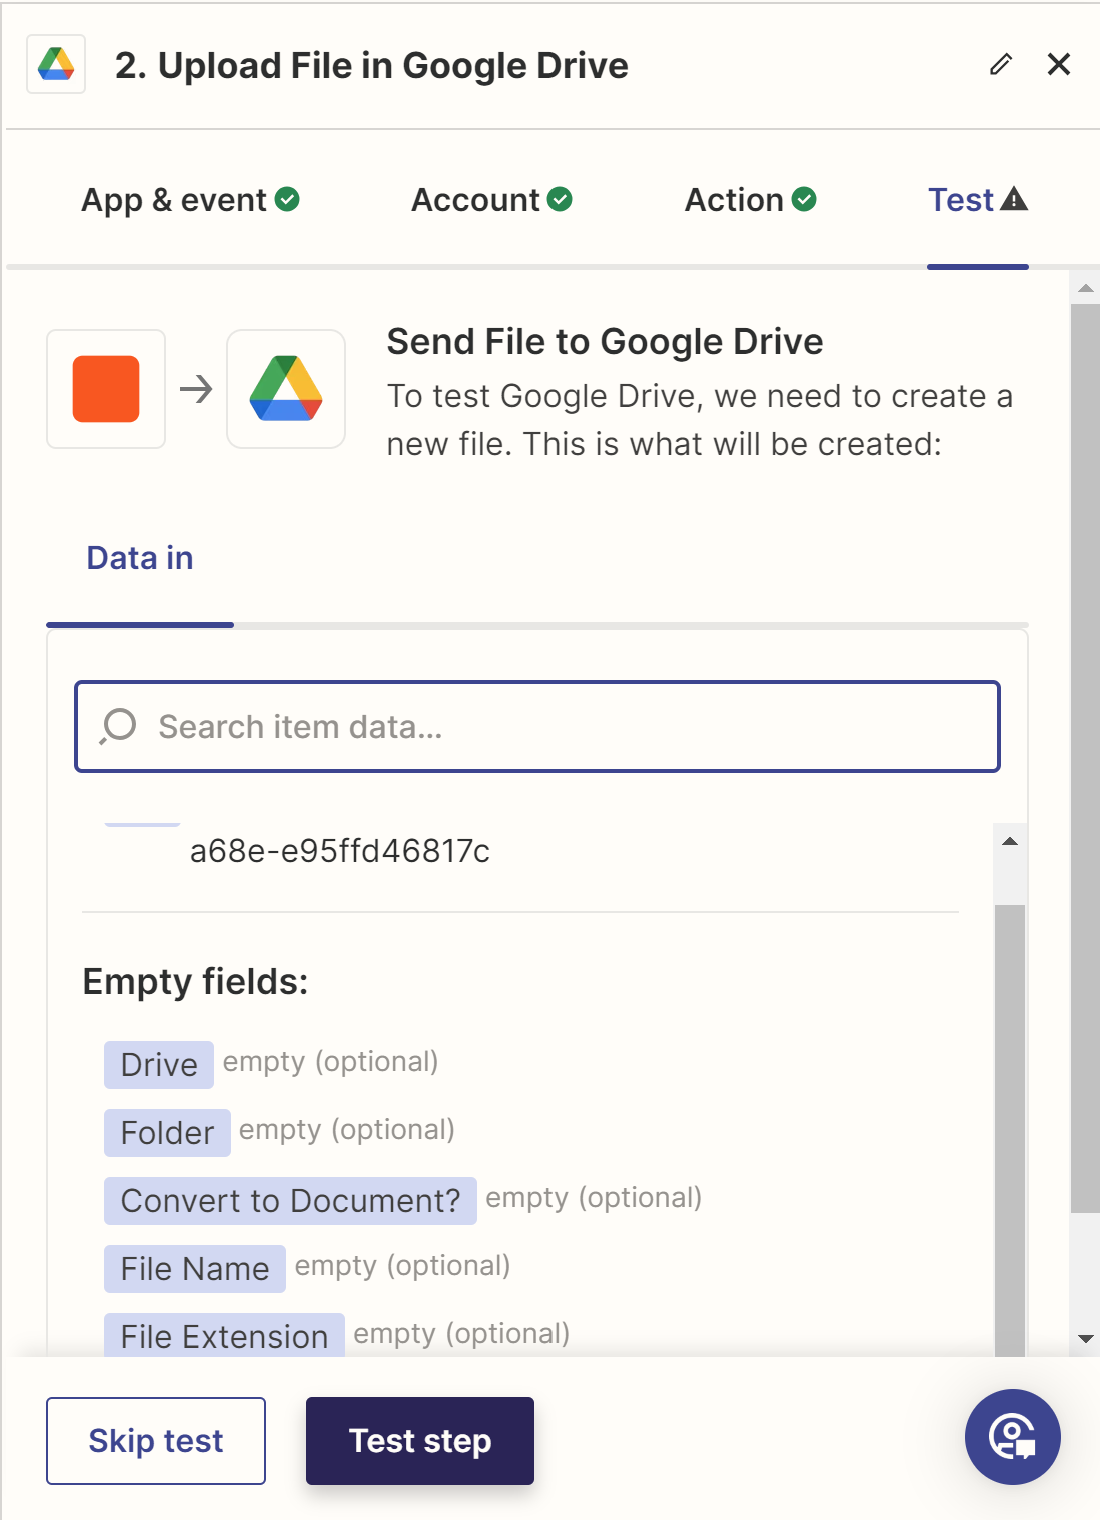 2. Upload File in Google Drive
App & event
Account
Action
Test
Send File to Google Drive
To test Google Drive, we need to create a
new file. This is what will be created:
Data in
Search item data...
a68e-e95ffd46817c
Empty fields:
Drive empty (optional)
Folder empty (optional)
Convert to Document? empty (optional)
File Name empty (optional)
File Extension empty (optional)
Skip test
Test step